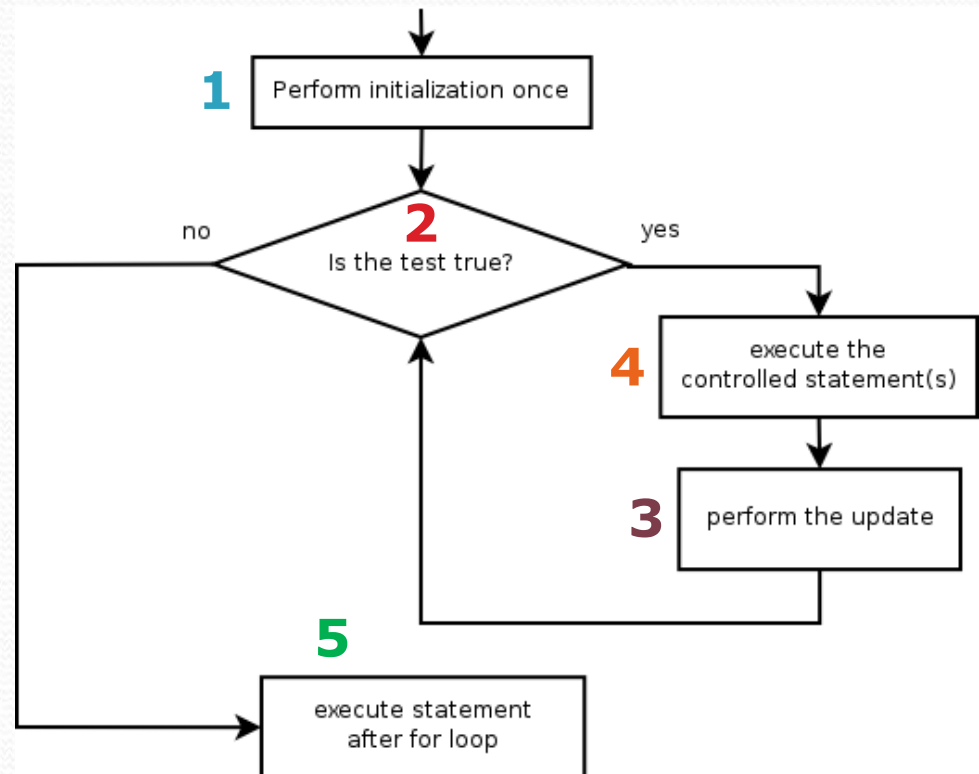 1
Perform initialization once
2
no
yes
Is the test true?
4
execute the
controlled statement(s)
3
perform the update
5
execute statement
after for loop